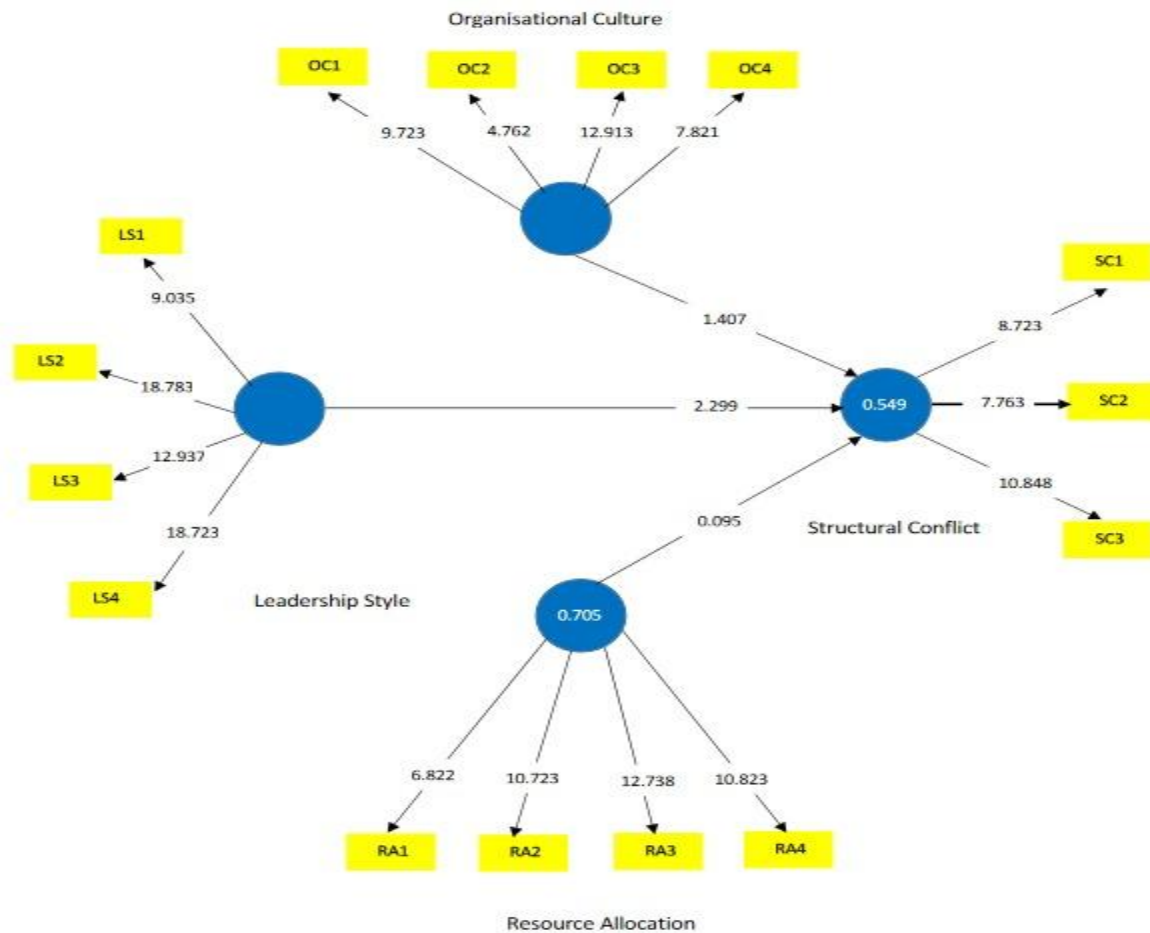 Organisational Culture
OC1 OC2 OC3 OC4
9.723 4.762 12.913 7.821
LS1
SC1
9.035
1.407
8.723
LS2
18.783
2.299
0.549
7.763
SC2
12.937
LS3
10.848
18.723
0.095
Structural Conflict
SC3
LS4
Leadership Style
0.705
6.822 10.723 12.738 10.823
RA1 RA2 RA3 RA4
Resource Allocation